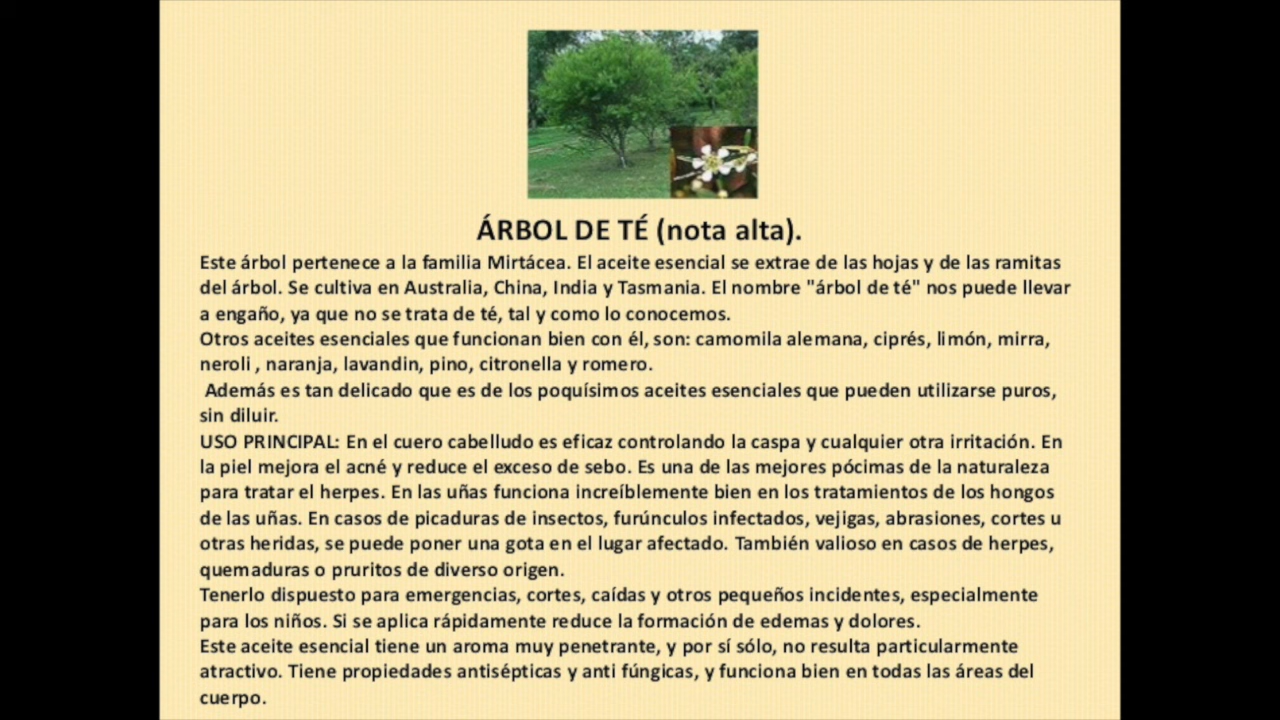 ÁRBOL DE TÉ (nota alta).
Este árbol pertenece a la familia Mirtácea. El aceite esencial se extrae de las hojas y de las ramitas
del árbol. Se cultiva en Australia, China, India y Tasmania. El nombre "árbol de té" nos puede llevar
a engaño, ya que no se trata de té, tal y como lo conocemos.
Otros aceites esenciales que funcionan bien con él, son: camomila alemana, ciprés, limón, mirra,
neroli , naranja, lavandin, pino, citronella y romero.
Además es tan delicado que es de los poquísimos aceites esenciales que pueden utilizarse puros,
sin diluir.
USO PRINCIPAL: En el cuero cabelludo es eficaz controlando la caspa y cualquier otra irritación. En
la piel mejora el acné y reduce el exceso de sebo. Es una de las mejores pócimas de la naturaleza
para tratar el herpes. En las uñas funciona increíblemente bien en los tratamientos de los hongos
de las uñas. En casos de picaduras de insectos, furúnculos infectados, vejigas, abrasiones, cortes u
otras heridas, se puede poner una gota en el lugar afectado. También valioso en casos de herpes,
quemaduras o pruritos de diverso origen.
Tenerlo dispuesto para emergencias, cortes, caídas y otros pequeños incidentes, especialmente
para los niños. Si se aplica rápidamente reduce la formación de edemas y dolores.
Este aceite esencial tiene un aroma muy penetrante, y por sí sólo, no resulta particularmente
atractivo. Tiene propiedades antisépticas y anti fúngicas, y funciona bien en todas las áreas del
cuerpo.